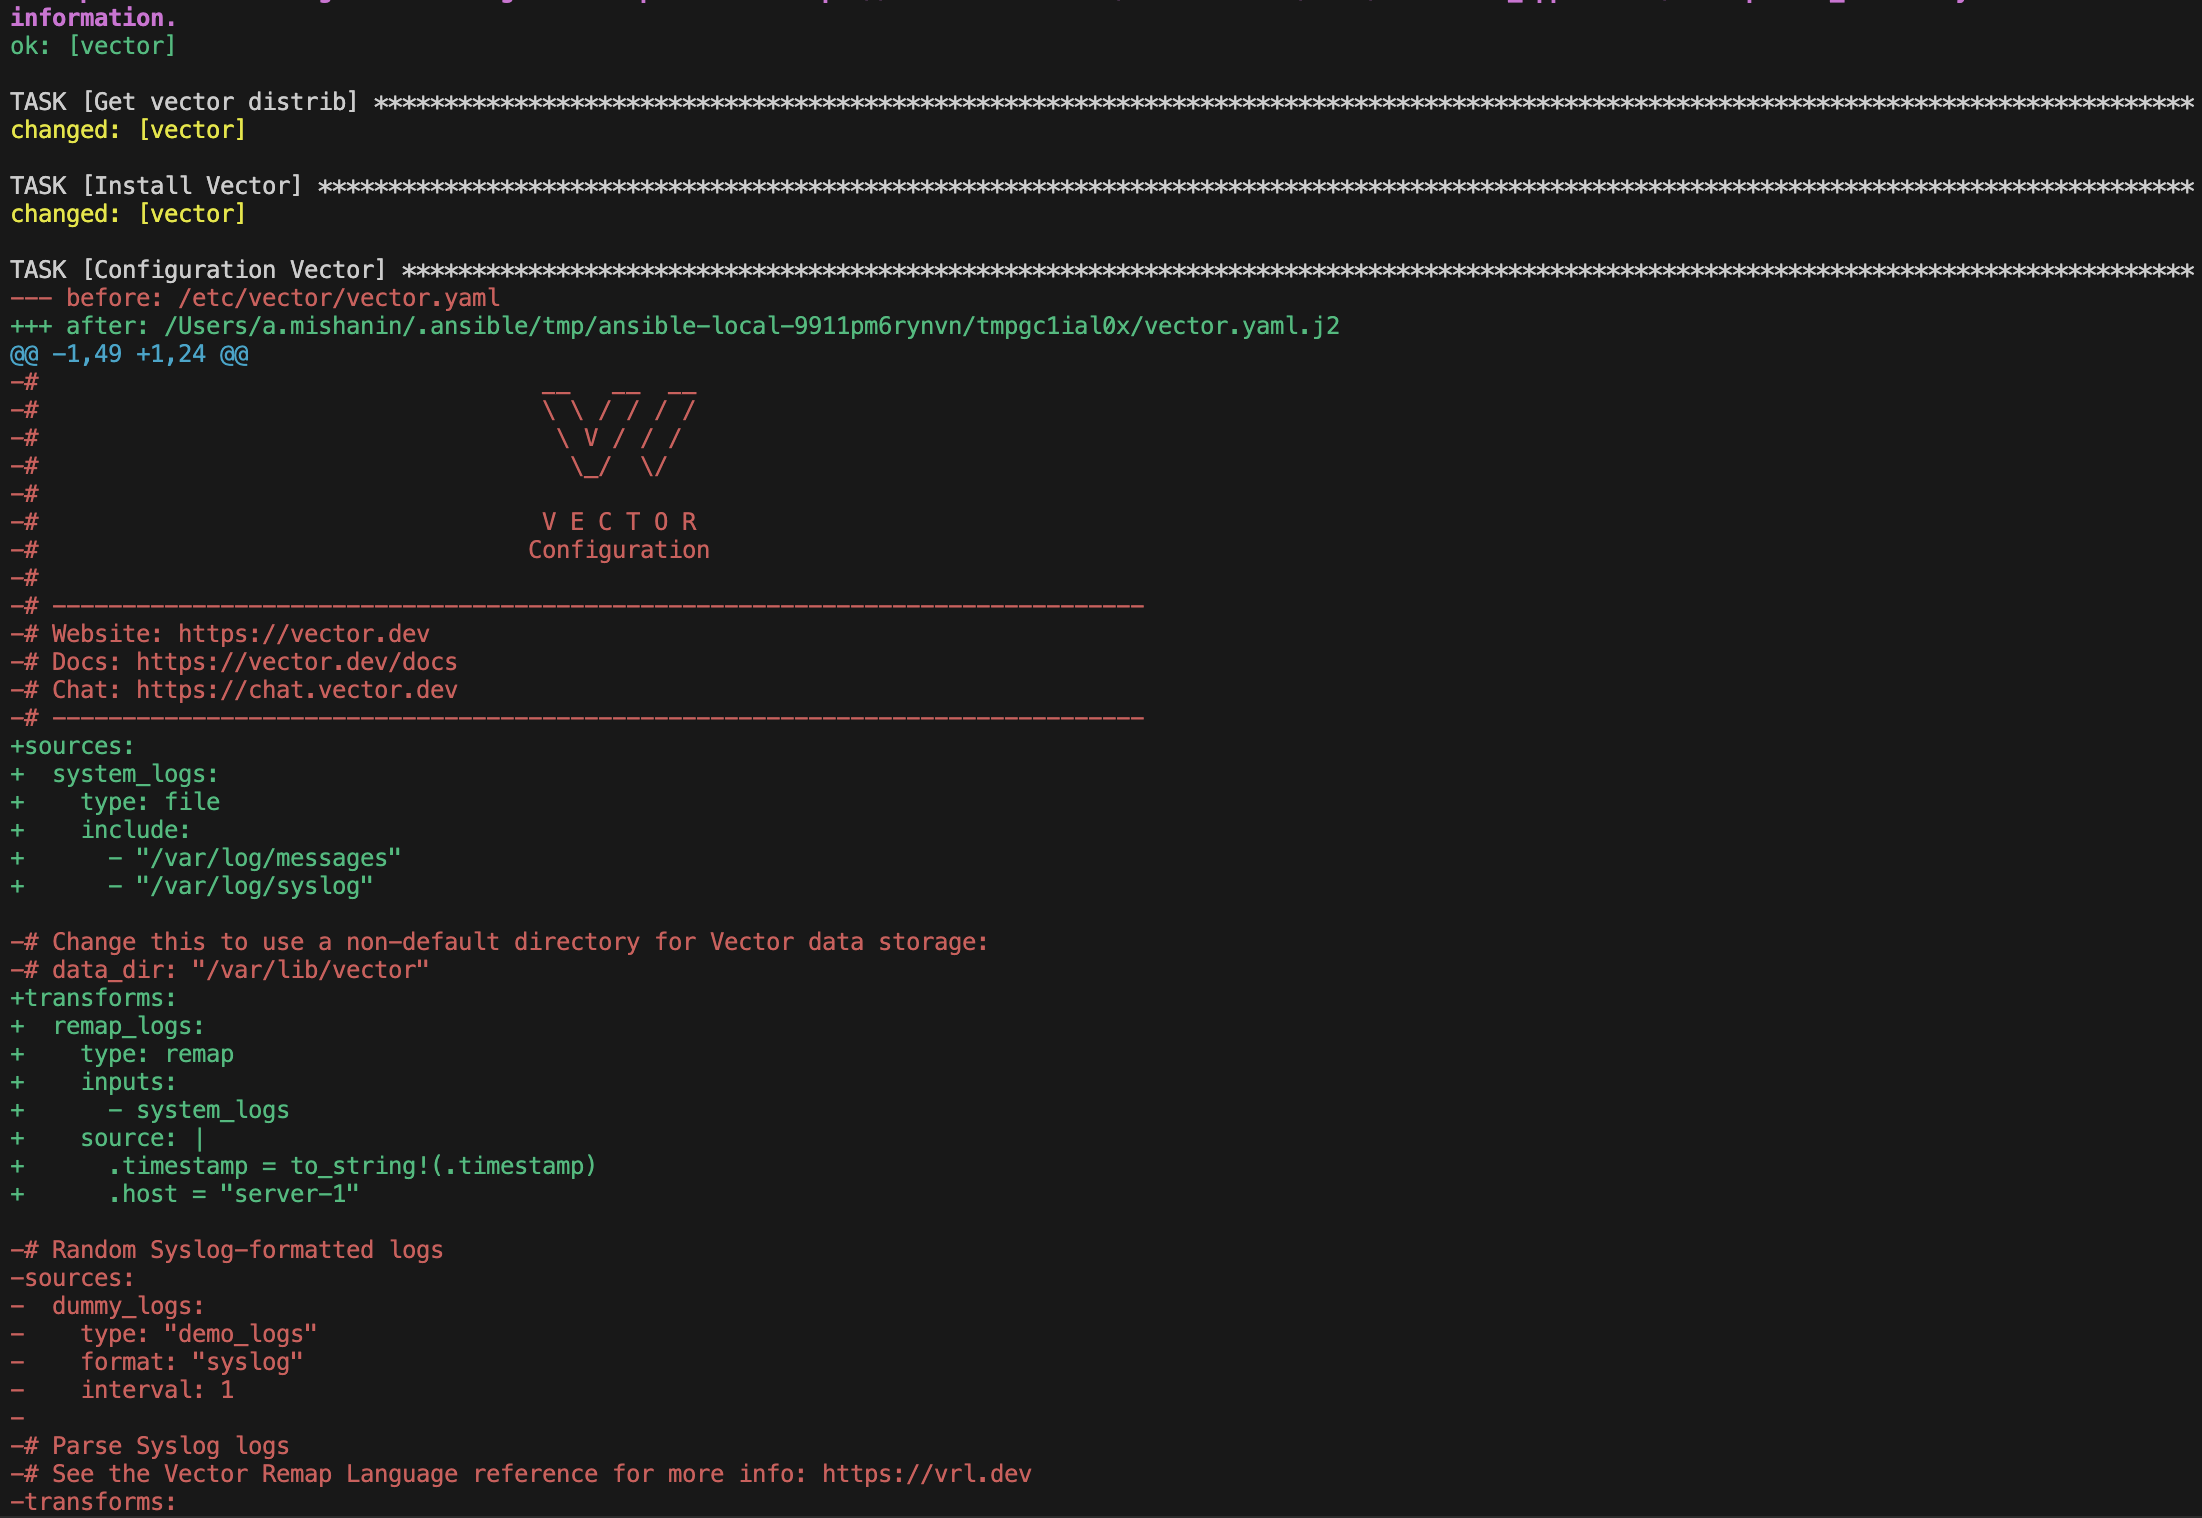 information.
ok: [vector]
TASK [Get vector distrib] **********************************************************************************************************************************
changed: [vector]
TASK [Install Vector] **************************************************************************************************************************************
changed: [vector]
TASK [Configuration Vector] ********************************************************************************************************************************
--- before: /etc/vector/vector.yaml
+++ after: /Users/a.mishanin/.ansible/tmp/ansible-local-9911pm6rynvn/tmpgc1ial0x/vector.yaml.j2
@@ -1,49 +1,24 @@
-#                                    __   __  __
-#                                    \ \ / / / /
-#                                     \ V / / /
-#                                      \_/  \/
-#
-#                                    V E C T O R
-#                                   Configuration
-#
-# ------------------------------------------------------------------------------
-# Website: https://vector.dev
-# Docs: https://vector.dev/docs
-# Chat: https://chat.vector.dev
-# ------------------------------------------------------------------------------
+sources:
+  system_logs:
+    type: file
+    include:
+      - "/var/log/messages"
+      - "/var/log/syslog"
-# Change this to use a non-default directory for Vector data storage:
-# data_dir: "/var/lib/vector"
+transforms:
+  remap_logs:
+    type: remap
+    inputs:
+      - system_logs
+    source: |
+      .timestamp = to_string!(.timestamp)
+      .host = "server-1"
-# Random Syslog-formatted logs
-sources:
-  dummy_logs:
-    type: "demo_logs"
-    format: "syslog"
-    interval: 1
-
-# Parse Syslog logs
-# See the Vector Remap Language reference for more info: https://vrl.dev
-transforms: